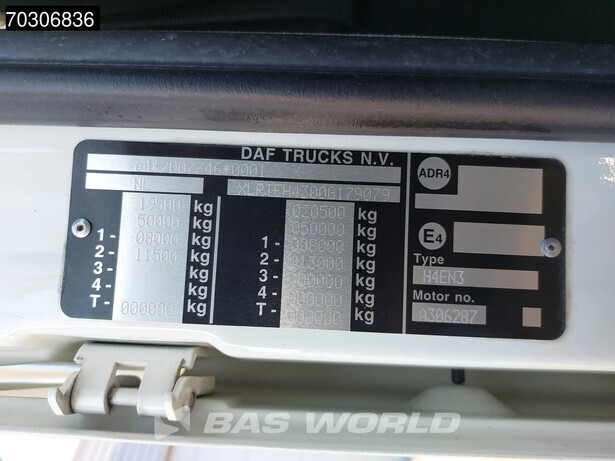 70306836
DAF TRUCKS N.V.
NL XLRTEH4300G179079
19500 kg 020500 kg
50000 kg 050000 kg
1- 08000 kg 1- 008000 kg
2- 11500 kg 2- 013000 kg
3- kg 3- 000000 kg
4- kg 4- kg
T- 000000 kg T- kg
ADR4
E4
Type
H4EN3
Motor no.
A306287
BAS WORLD